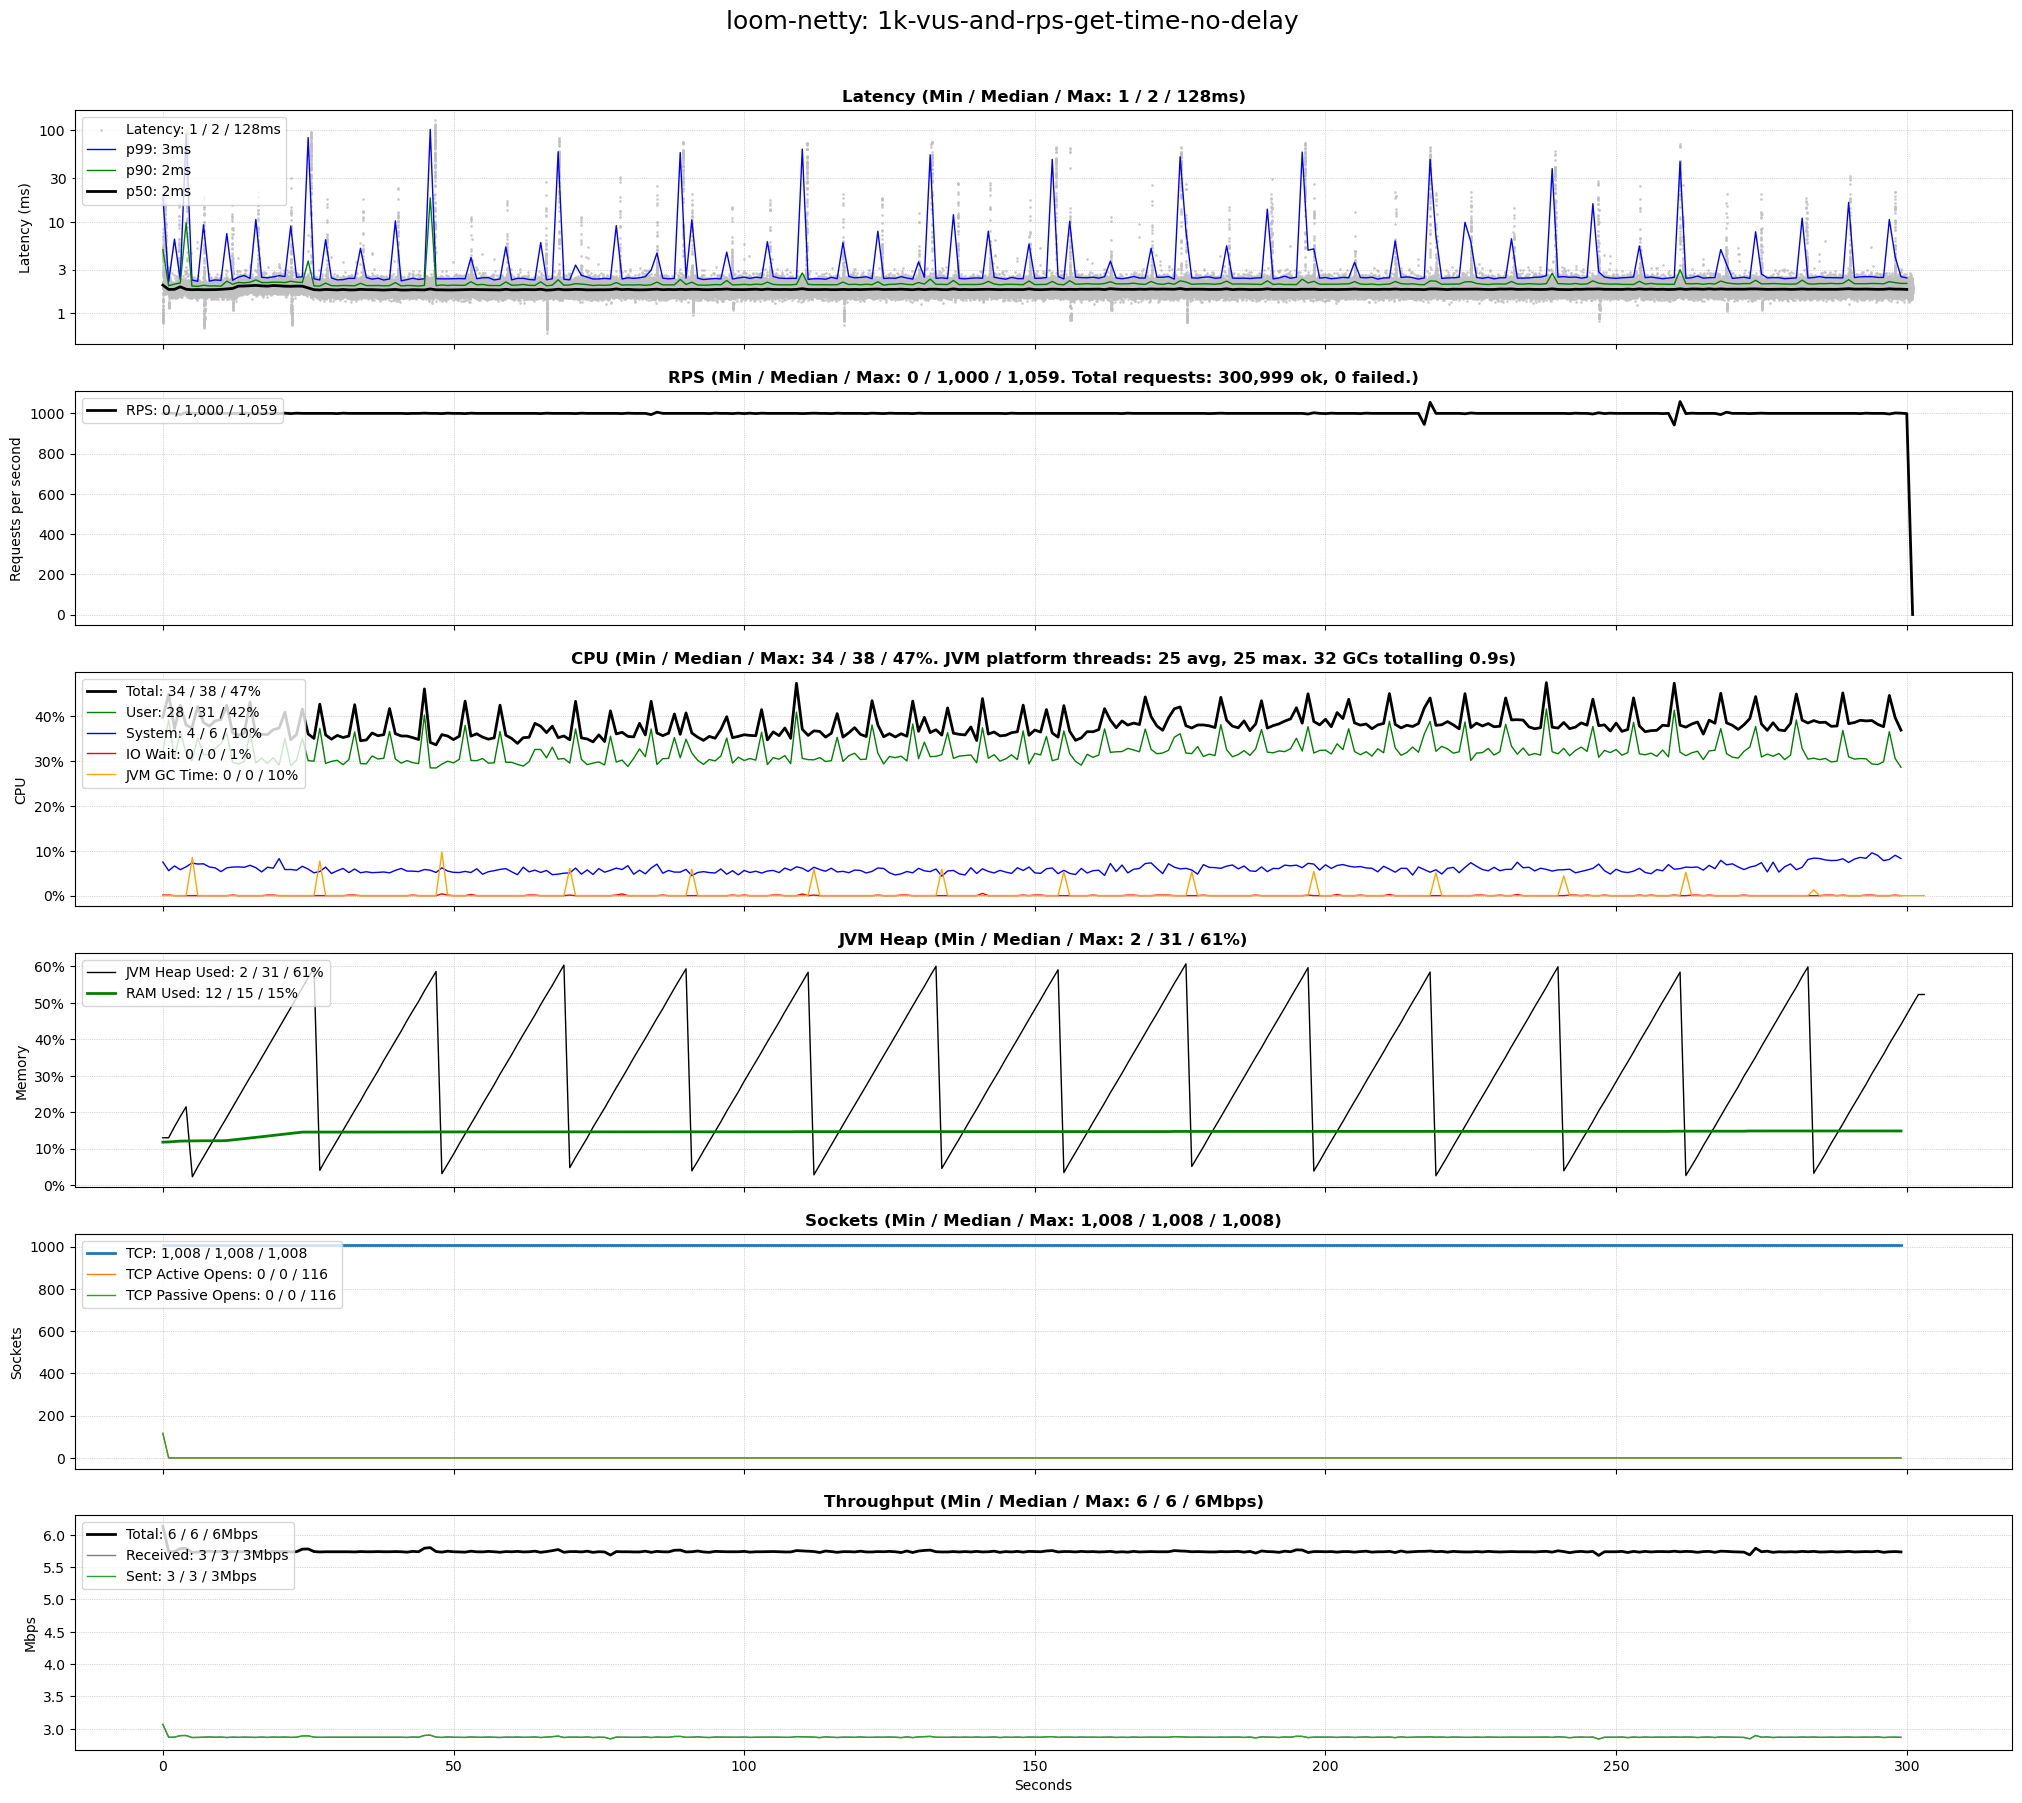 loom-netty: 1k-vus-and-rps-get-time-no-delay
Latency (Min / Median / Max: 1 / 2 / 128ms)
Latency (ms)
100
30
10
3
1
Latency: 1 / 2 / 128ms
p99: 3ms
p90: 2ms
p50: 2ms
RPS (Min / Median / Max: 0 / 1,000 / 1,059. Total requests: 300,999 ok, 0 failed.)
Requests per second
1000
800
600
400
200
0
RPS: 0 / 1,000 / 1,059
CPU (Min / Median / Max: 34 / 38 / 47%. JVM platform threads: 25 avg, 25 max. 32 GCs totalling 0.9s)
CPU
40%
30%
20%
10%
0%
Total: 34 / 38 / 47%
User: 28 / 31 / 42%
System: 4 / 6 / 10%
IO Wait: 0 / 0 / 1%
JVM GC Time: 0 / 0 / 10%
JVM Heap (Min / Median / Max: 2 / 31 / 61%)
Memory
60%
50%
40%
30%
20%
10%
0%
JVM Heap Used: 2 / 31 / 61%
RAM Used: 12 / 15 / 15%
Sockets (Min / Median / Max: 1,008 / 1,008 / 1,008)
Sockets
1000
800
600
400
200
0
TCP: 1,008 / 1,008 / 1,008
TCP Active Opens: 0 / 0 / 116
TCP Passive Opens: 0 / 0 / 116
Throughput (Min / Median / Max: 6 / 6 / 6Mbps)
Mbps
6.0
5.5
5.0
4.5
4.0
3.5
3.0
Total: 6 / 6 / 6Mbps
Received: 3 / 3 / 3Mbps
Sent: 3 / 3 / 3Mbps
0 50 100 150 200 250 300
Seconds